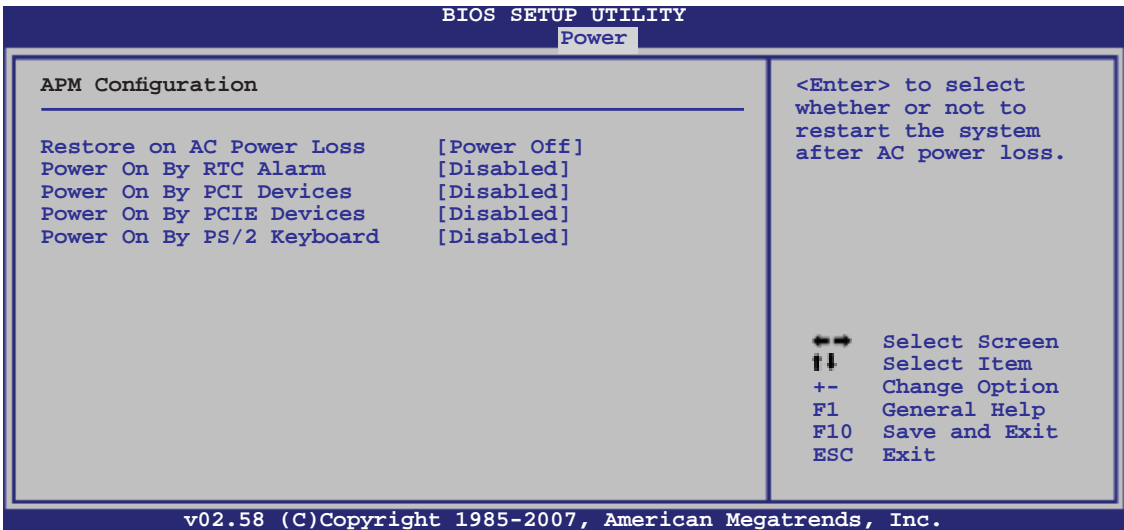 BIOS SETUP UTILITY
Power
APM Configuration
Restore on AC Power Loss [Power Off]
Power On By RTC Alarm [Disabled]
Power On By PCI Devices [Disabled]
Power On By PCIE Devices [Disabled]
Power On By PS/2 Keyboard [Disabled]
<Enter> to select
whether or not to
restart the system
after AC power loss.
←→ Select Screen
↑↓ Select Item
+- Change Option
F1 General Help
F10 Save and Exit
ESC Exit
v02.58 (C)Copyright 1985-2007, American Megatrends, Inc.